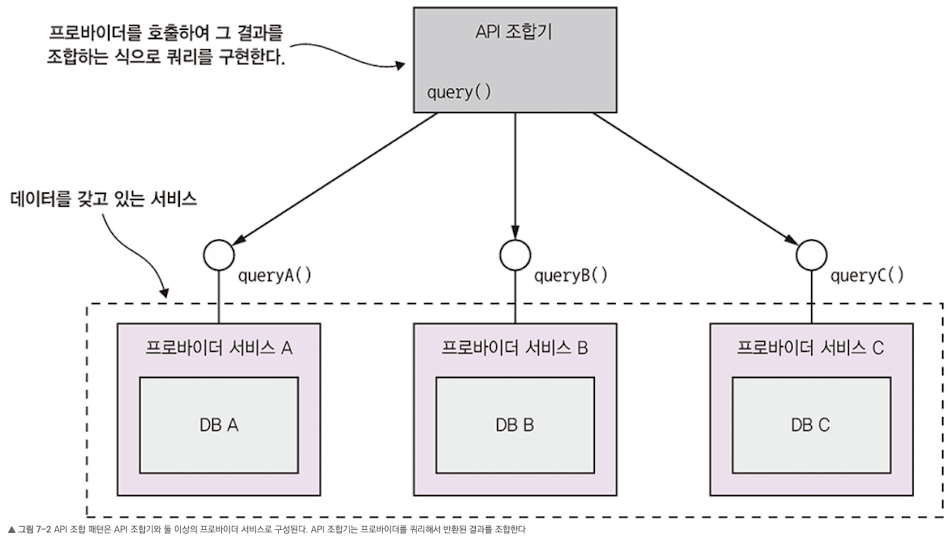 프로바이더를 호출하여 그 결과를
조합하는 식으로 쿼리를 구현한다.
API 조합기
query()
데이터를 갖고 있는 서비스
queryA()
queryB()
queryC()
프로바이더 서비스 A
프로바이더 서비스 B
프로바이더 서비스 C
DB A
DB B
DB C
▲ 그림 7-2 API 조합 패턴은 API 조합기와 둘 이상의 프로바이더 서비스로 구성된다. API 조합기는 프로바이더를 쿼리해서 반환된 결과를 조합한다